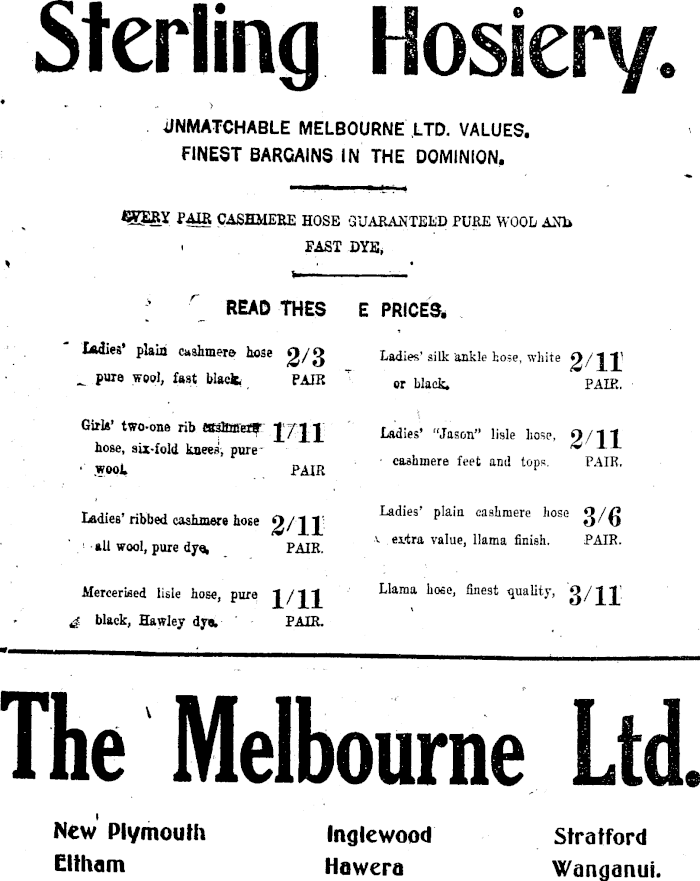 Sterling Hosiery.
UNMATCHABLE MELBOURNE LTD. VALUES.
FINEST BARGAINS IN THE DOMINION.
EVERY PAIR CASHMERE HOSE GUARANTEED PURE WOOL AND
FAST DYE,
READ THES E PRICES.
Ladies' plain cashmere hose 2/3
pure wool, fast black. PAIR
Girls' two-one rib cashmere 1/11
hose, six-fold knees, pure
wool. PAIR
Ladies' ribbed cashmere hose 2/11
all wool, pure dye. PAIR.
Mercerised lisle hose, pure 1/11
black, Hawley dye. PAIR.
Ladies' silk ankle hose, white 2/11
or black. PAIR.
Ladies' "Jason" lisle hose, 2/11
cashmere feet and tops. PAIR.
Ladies' plain cashmere hose 3/6
extra value, llama finish. PAIR.
Llama hose, finest quality, 3/11
The Melbourne Ltd.
New Plymouth Inglewood Stratford
Eltham Hawera Wanganui.